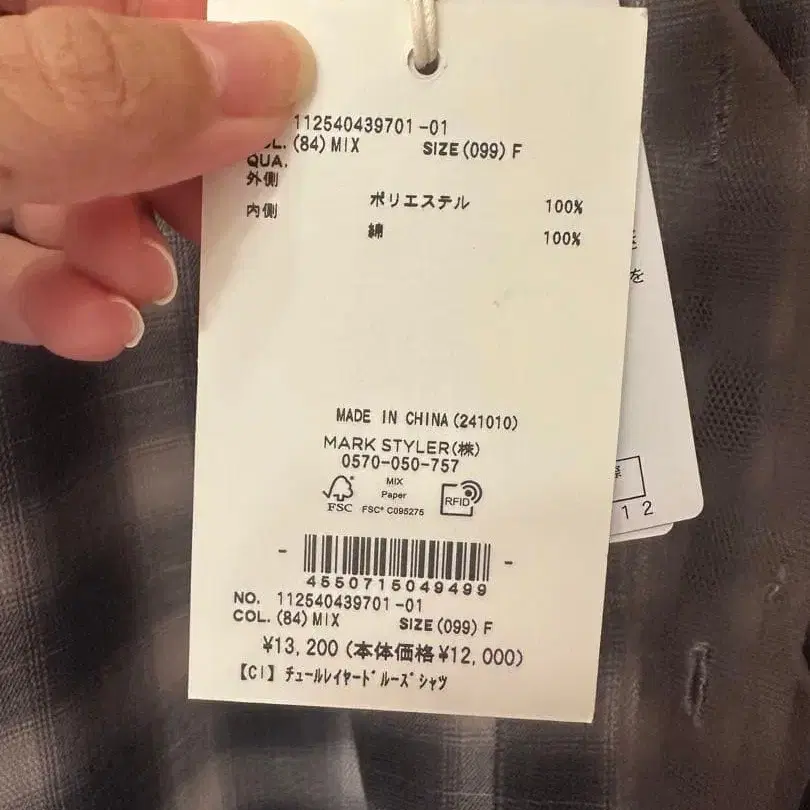 112540439701-01
COL. (84) MIX SIZE (099) F
QUA.
外側 ポリエステル 100%
内側 綿 100%
MADE IN CHINA (241010)
MARK STYLER(株)
0570-050-757
FSC
MIX
Paper
FSC® C095275
RFID
- -
4550715049499
NO. 112540439701-01
COL. (84) MIX SIZE (099) F
¥13,200 (本体価格¥12,000)
【CI】ﾁｭｰﾙﾚｲﾔｰﾄﾞﾙｰｽﾞｼｬﾂ
を
12